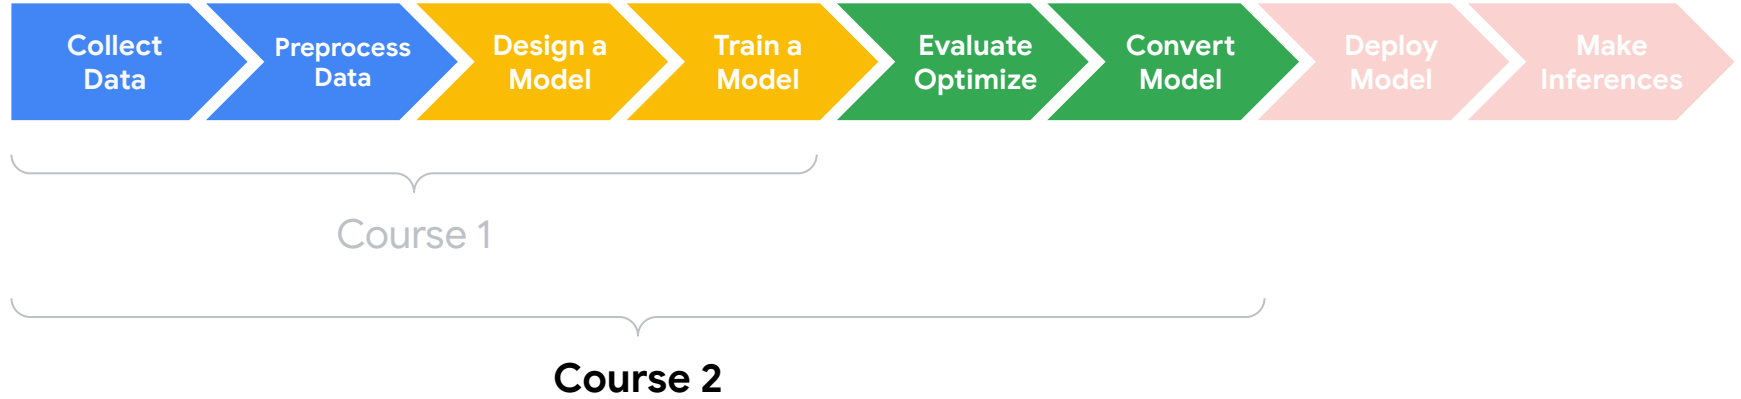 Collect
Data
Preprocess
Data
Design a
Model
Train a
Model
Evaluate
Optimize
Convert
Model
Deploy
Model
Make
Inferences
Course 1
Course 2